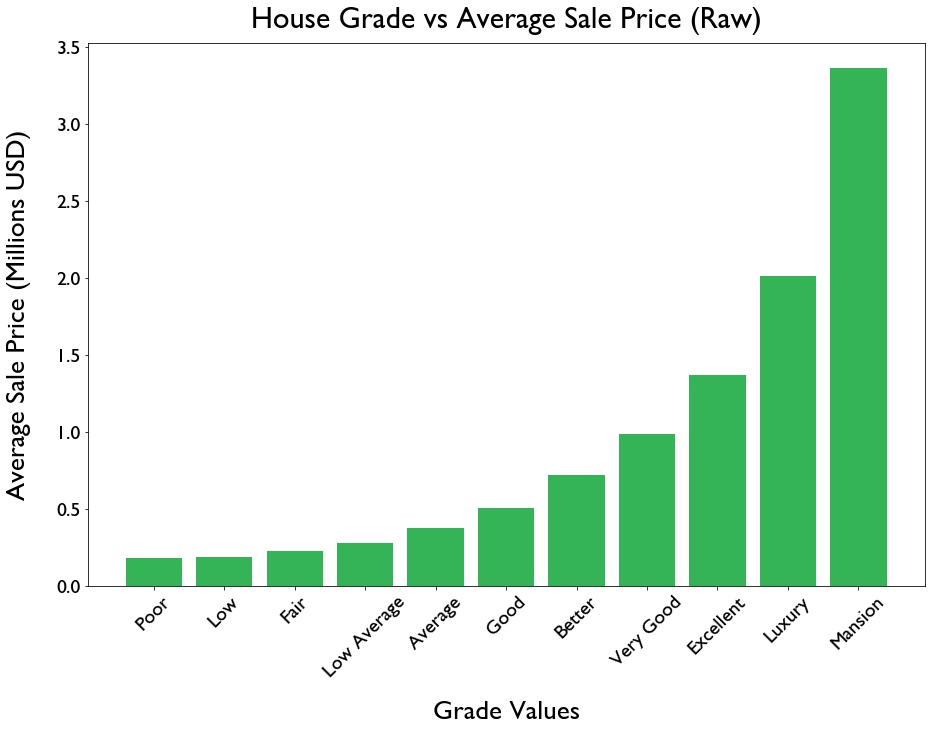 House Grade vs Average Sale Price (Raw)
Average Sale Price (Millions USD)
3.5
3.0
2.5
2.0
1.5
1.0
0.5
0.0
Poor
Low
Fair
Low Average
Average
Good
Better
Very Good
Excellent
Luxury
Mansion
Grade Values